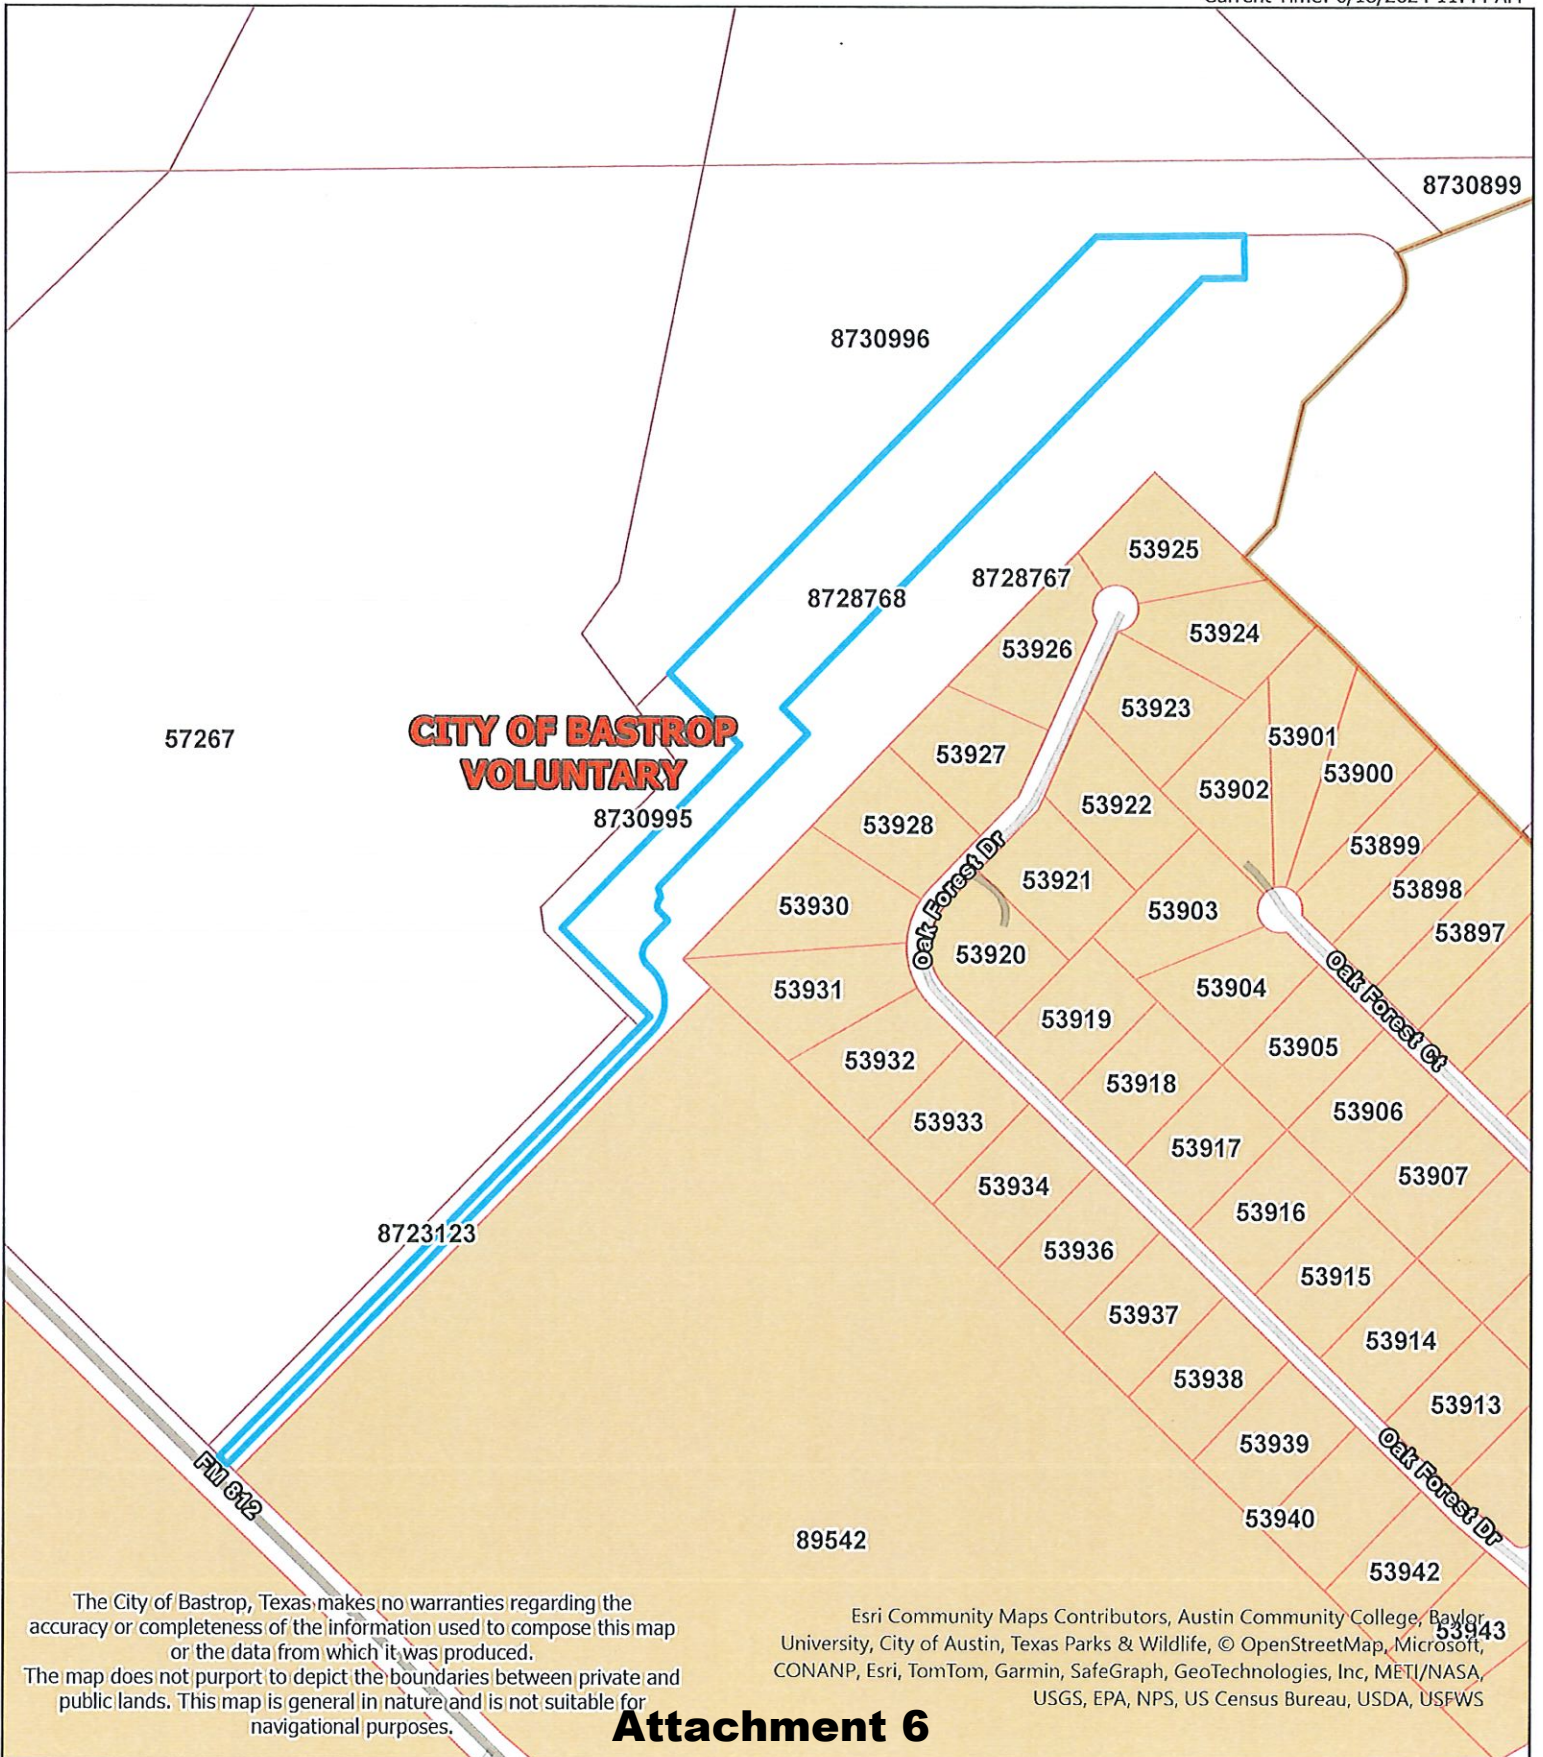 8730899
8730996
53925
8728767
8728768
53924
53926
53923
CITY OF BASTROP
VOLUNTARY
57267
53901
53927
53900
53902
53922
8730995
53928
53899
Oak Forest Dr
53921
53898
53930
53903
53897
53920
53931
53904
Oak Forest Ct
53919
53905
53932
53918
53906
53933
53917
53907
53934
53916
8723123
53936
53915
53937
53914
53938
53913
53939
Oak Forest Dr
FM 812
53940
89542
53942
53943
The City of Bastrop, Texas makes no warranties regarding the
accuracy or completeness of the information used to compose this map
or the data from which it was produced.
The map does not purport to depict the boundaries between private and
public lands. This map is general in nature and is not suitable for
navigational purposes.
Esri Community Maps Contributors, Austin Community College, Baylor
University, City of Austin, Texas Parks & Wildlife, © OpenStreetMap, Microsoft,
CONANP, Esri, TomTom, Garmin, SafeGraph, GeoTechnologies, Inc, METI/NASA,
USGS, EPA, NPS, US Census Bureau, USDA, USFWS
Attachment 6